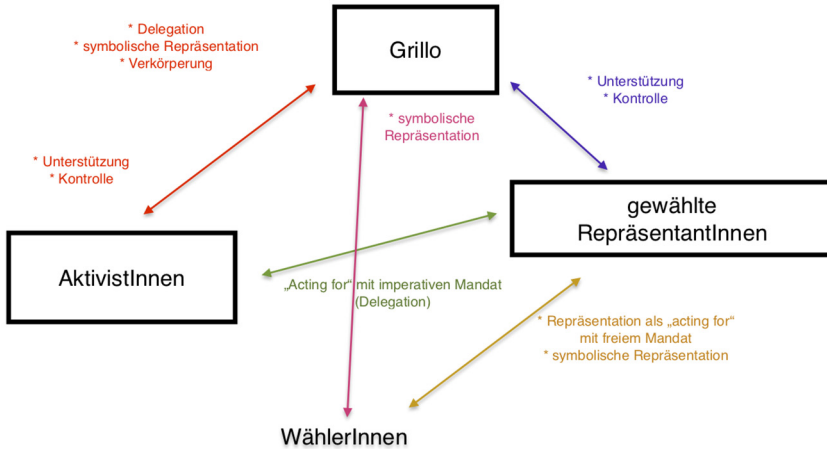 * Delegation
* symbolische Repräsentation
* Verkörperung
Grillo
* Unterstützung
* Kontrolle
* symbolische
Repräsentation
* Unterstützung
* Kontrolle
gewählte
RepräsentantInnen
AktivistInnen
„Acting for“ mit imperativen Mandat
(Delegation)
* Repräsentation als „acting for“
mit freiem Mandat
* symbolische Repräsentation
WählerInnen